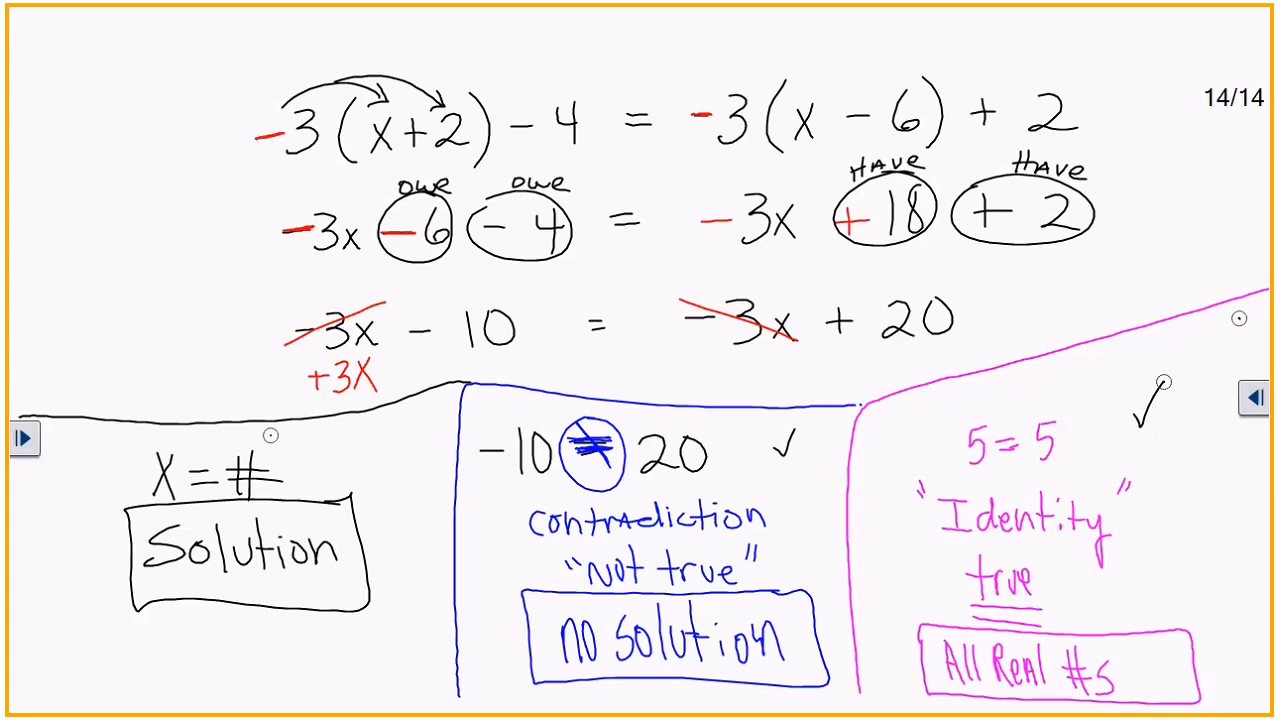 14/14
-3(x+2) - 4 = -3(x - 6) + 2
owe owe HAVE HAVE
-3x -6 - 4 = -3x +18 + 2
-3x - 10 = -3x + 20
+3X
X = #
Solution
-10 = 20 ✓
contradiction
"Not true"
no solution
✓
5 = 5
"Identity"
true
All Real #s